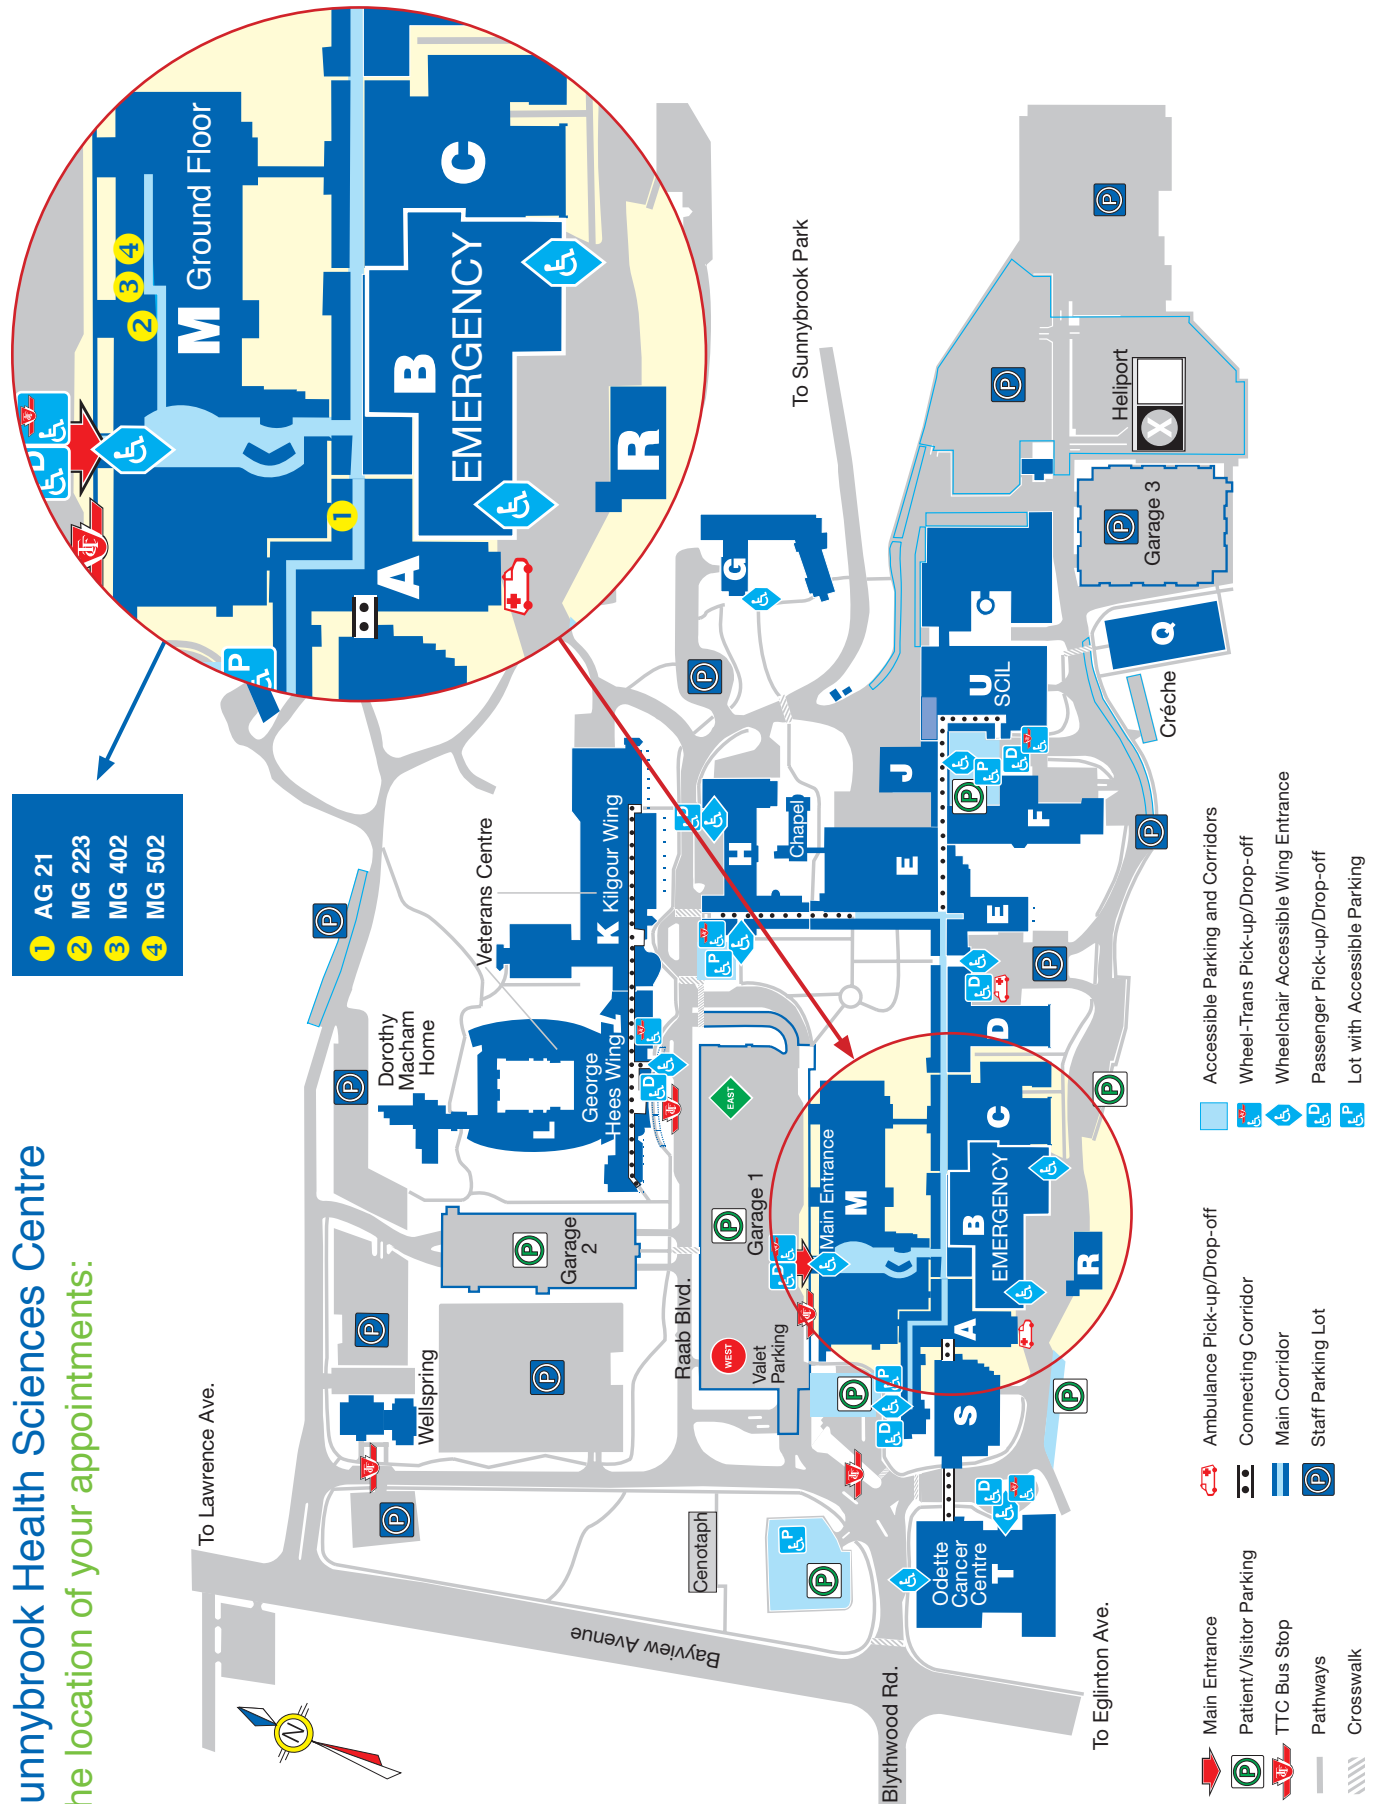 unnybrook Health Sciences Centre
he location of your appointments:
1 AG 21
2 MG 223
3 MG 402
4 MG 502
M Ground Floor
1
2
3
4
A
B
EMERGENCY
C
R
D
P
To Lawrence Ave.
Bayview Avenue
Blythwood Rd.
To Eglinton Ave.
To Sunnybrook Park
N
Wellspring
Cenotaph
Raab Blvd.
Garage
2
Dorothy
Macham
Home
Veterans Centre
L
George
Hees Wing
K Kilgour Wing
WEST
Valet
Parking
Garage 1
EAST
Main Entrance
M
H
Chapel
G
J
E
E
F
U
SCIL
C
Q
Créche
Garage 3
Heliport
X
Odette
Cancer
Centre
T
S
A
B
EMERGENCY
C
D
R
Main Entrance
Patient/Visitor Parking
TTC Bus Stop
Pathways
Crosswalk
Ambulance Pick-up/Drop-off
Connecting Corridor
Main Corridor
Staff Parking Lot
Accessible Parking and Corridors
Wheel-Trans Pick-up/Drop-off
Wheelchair Accessible Wing Entrance
Passenger Pick-up/Drop-off
Lot with Accessible Parking